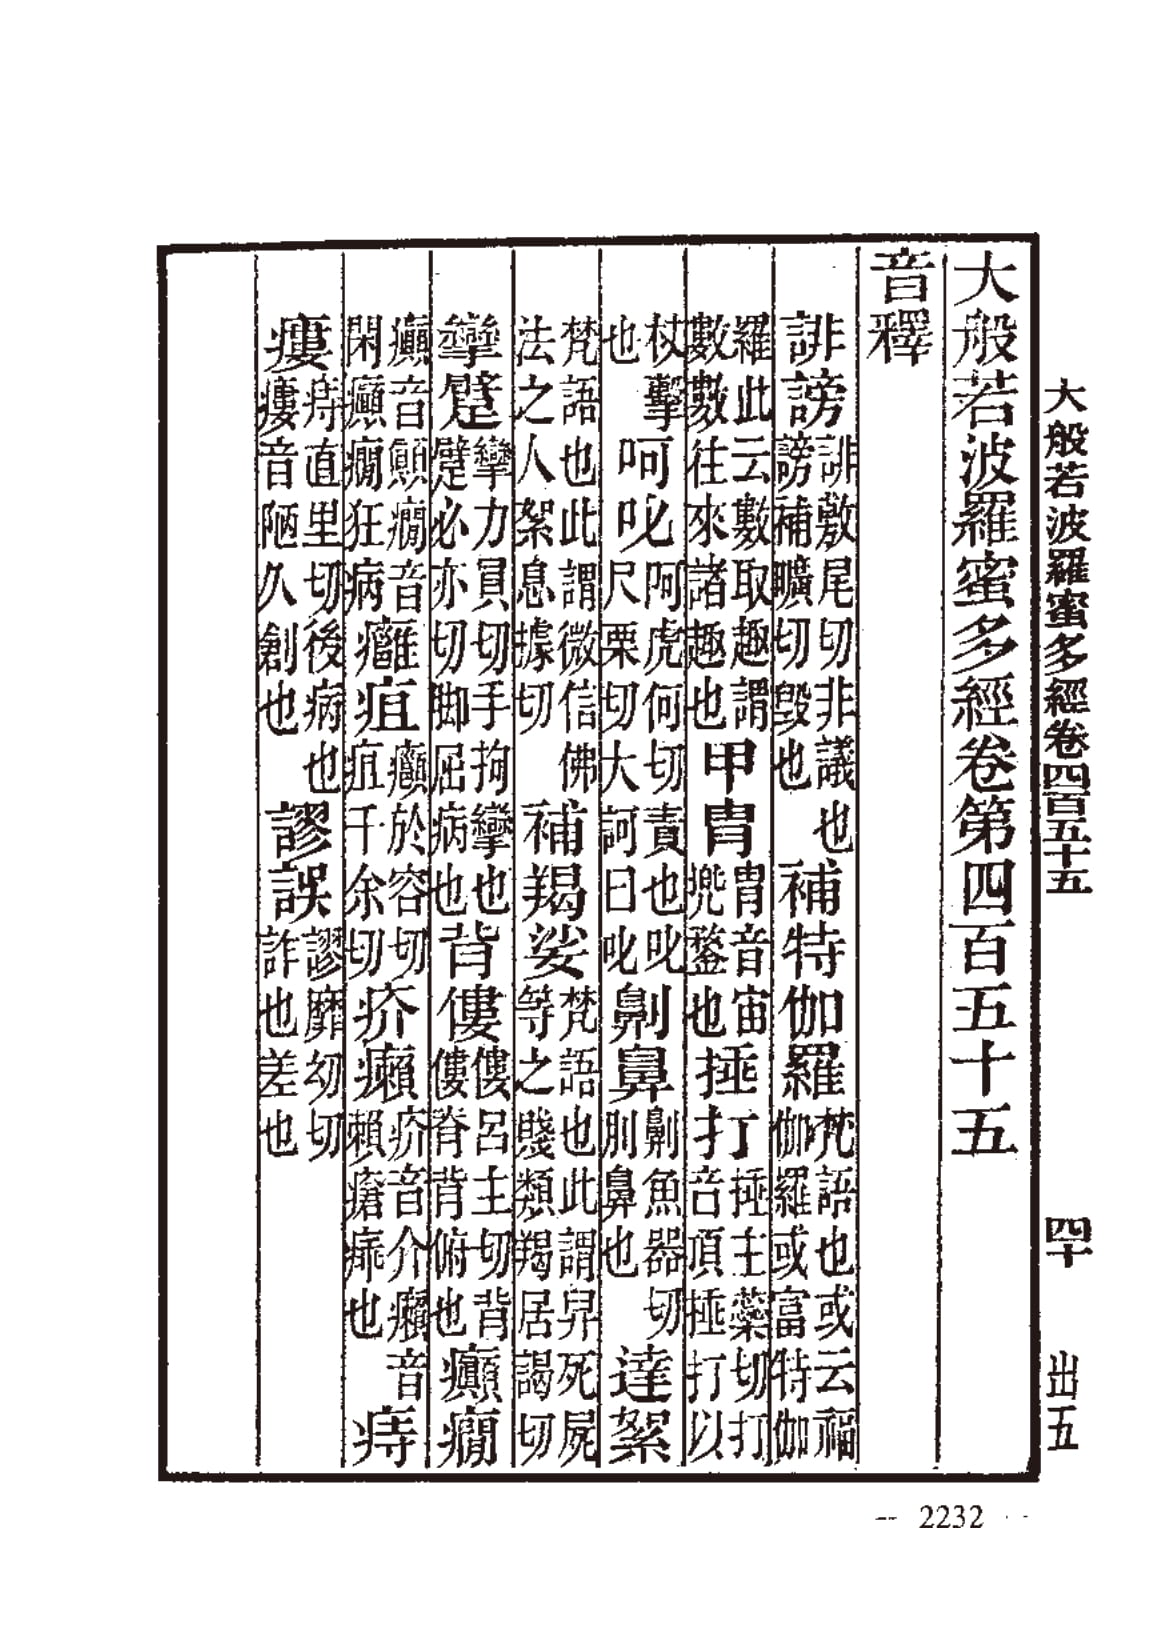 大般若波羅蜜多經卷四百五十五 四十 出五
大般若波羅蜜多經卷第四百五十五
音釋
誹謗誹敷尾切非議也謗補曠切毀也補特伽羅梵語也或云福伽羅或富特伽
羅此云數取趣謂數數往來諸趣也甲冑冑音宙兜鍪也捶打捶主蘂切打音頂捶打以
杖擊也呵叱呵虎何切責也叱尺栗切大訶曰叱劓鼻劓魚器切刖鼻也達絮
梵語也此謂微信佛法之人絮息據切補羯娑梵語也此謂舁死屍等之賤類羯居謁切
攣躄攣力員切手拘攣也躄必亦切脚屈病也背僂僂呂主切背僂脊背俯也癲癇
癲音顛癇音閑癲癇狂病癰疽癰於容切疽千余切疥癩疥音介癩音賴瘡痱也痔
瘻痔直里切後病也瘻音陋久創也謬誤謬靡幼切詐也差也
-- 2232 --